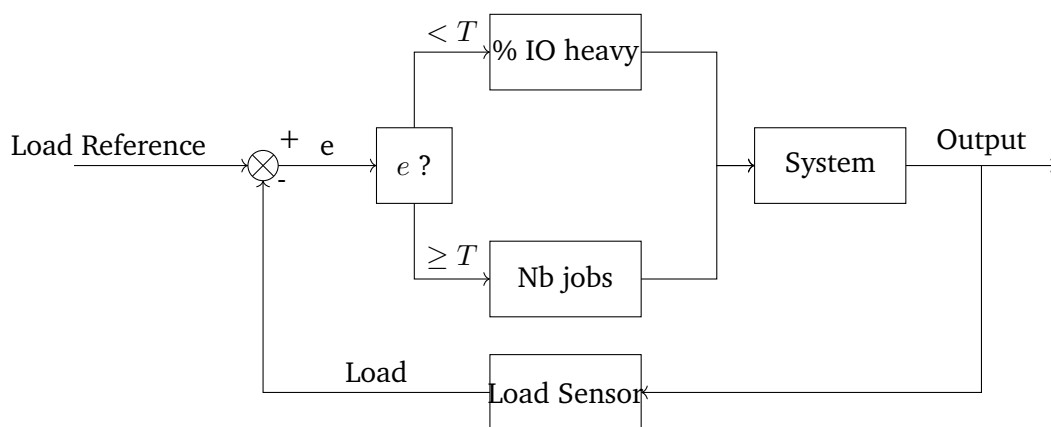 < T
% IO heavy
Load Reference
+
-
e
e ?
System
Output
≥ T
Nb jobs
Load
Load Sensor